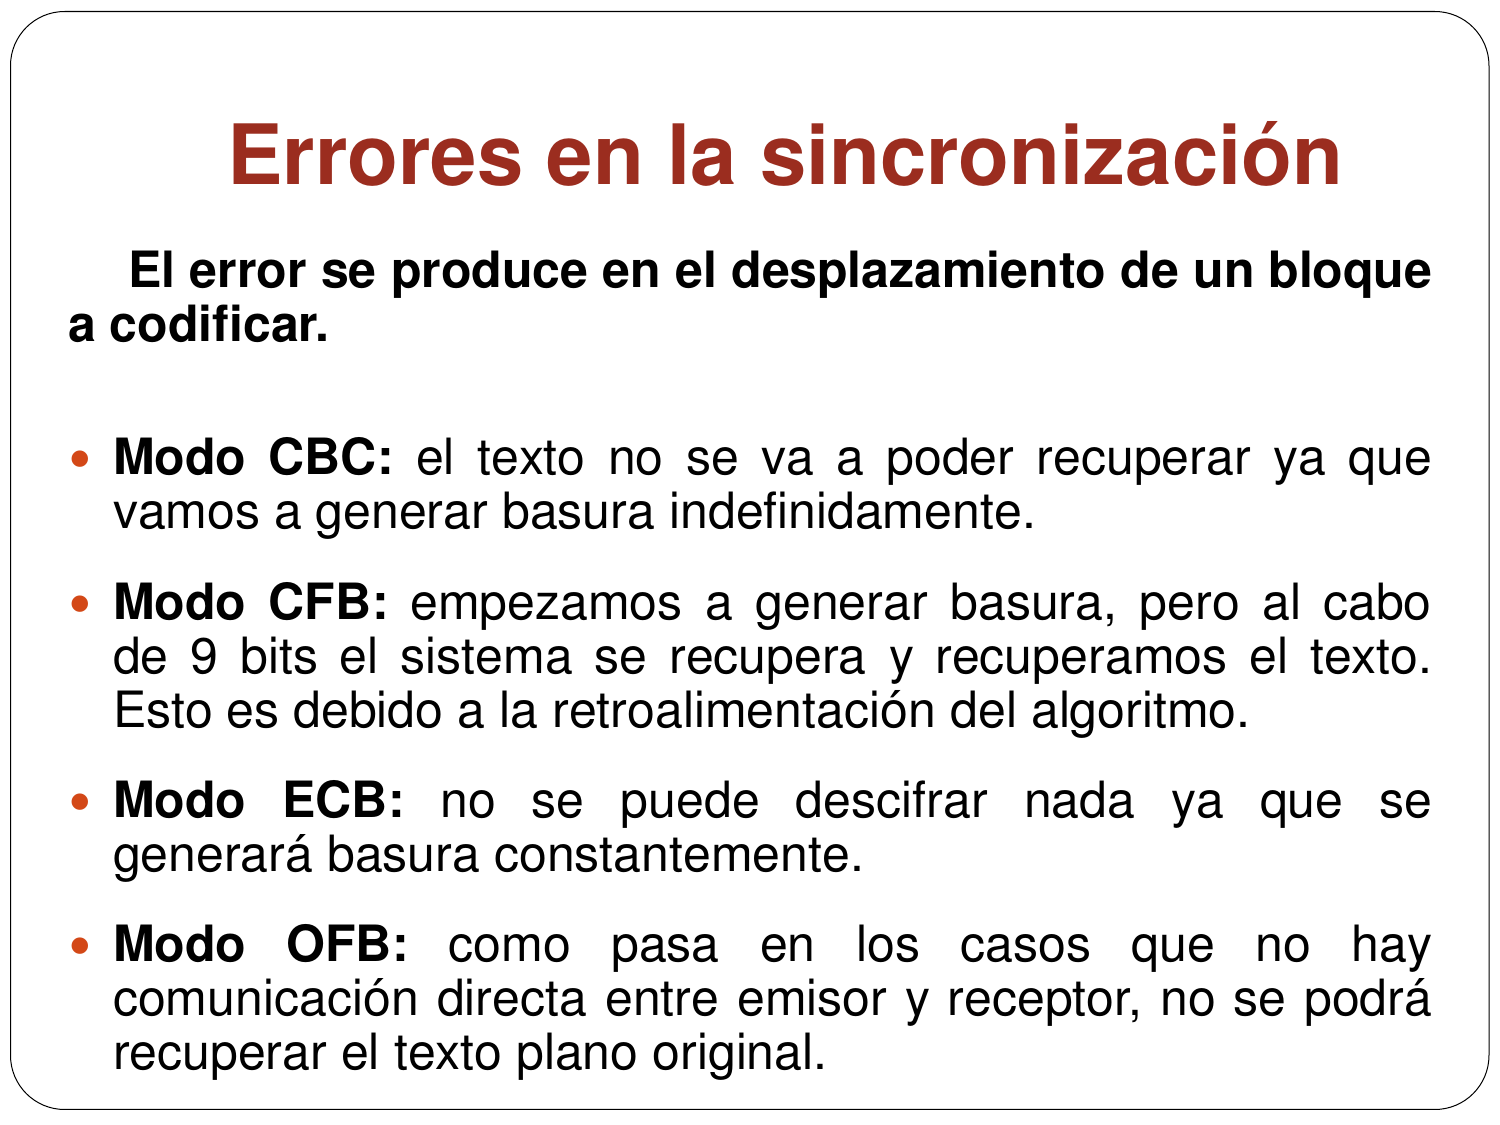 Errores en la sincronización
El error se produce en el desplazamiento de un bloque
a codificar.
• Modo CBC: el texto no se va a poder recuperar ya que
vamos a generar basura indefinidamente.
• Modo CFB: empezamos a generar basura, pero al cabo
de 9 bits el sistema se recupera y recuperamos el texto.
Esto es debido a la retroalimentación del algoritmo.
• Modo ECB: no se puede descifrar nada ya que se
generará basura constantemente.
• Modo OFB: como pasa en los casos que no hay
comunicación directa entre emisor y receptor, no se podrá
recuperar el texto plano original.